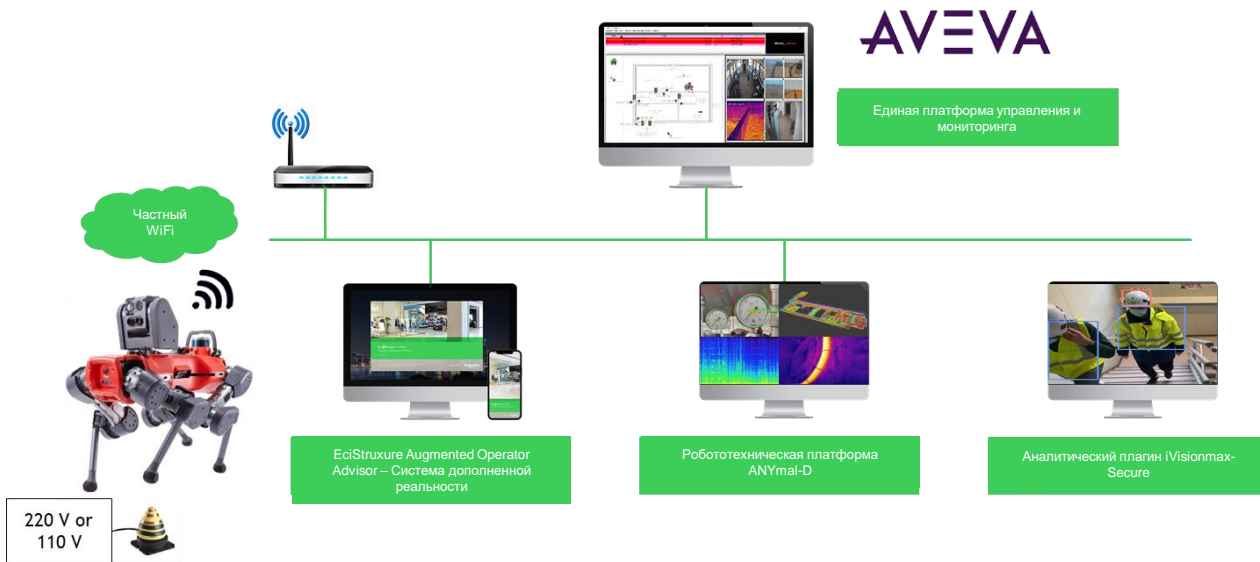 AVEVA
Единая платформа управления и
мониторинга
Частный
WiFi
EciStruxure Augmented Operator
Advisor – Система дополненной
реальности
Робототехническая платформа
ANYmal-D
Аналитический плагин iVisionmax-
Secure
220 V or
110 V